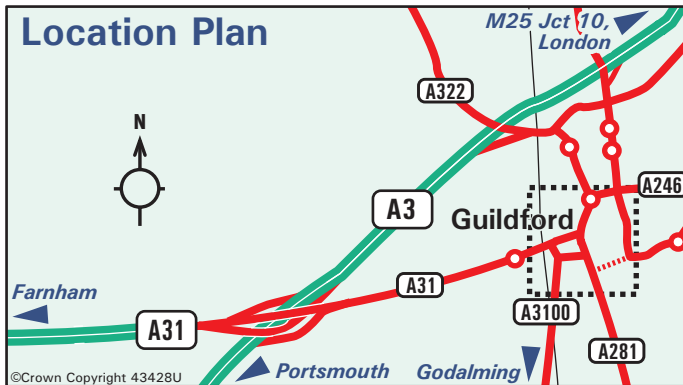 Location Plan
M25 Jct 10,
London
A322
N
A246
A3
Guildford
A31
Farnham
A3100
A31
A281
Portsmouth
Godalming
©Crown Copyright 43428U